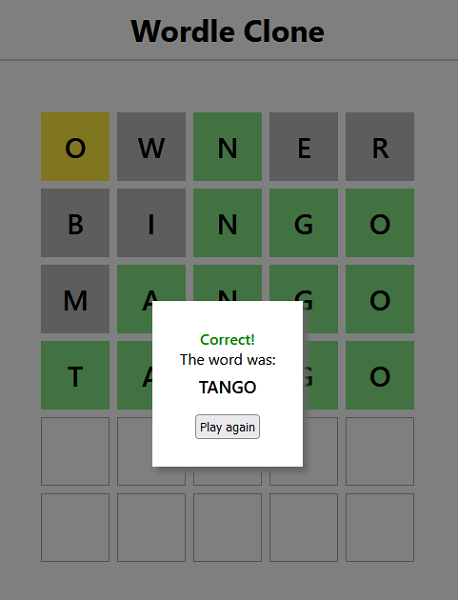 Wordle Clone
O W N E R
B I N G O
M A N G O
T A G O
Correct!
The word was:
TANGO
Play again